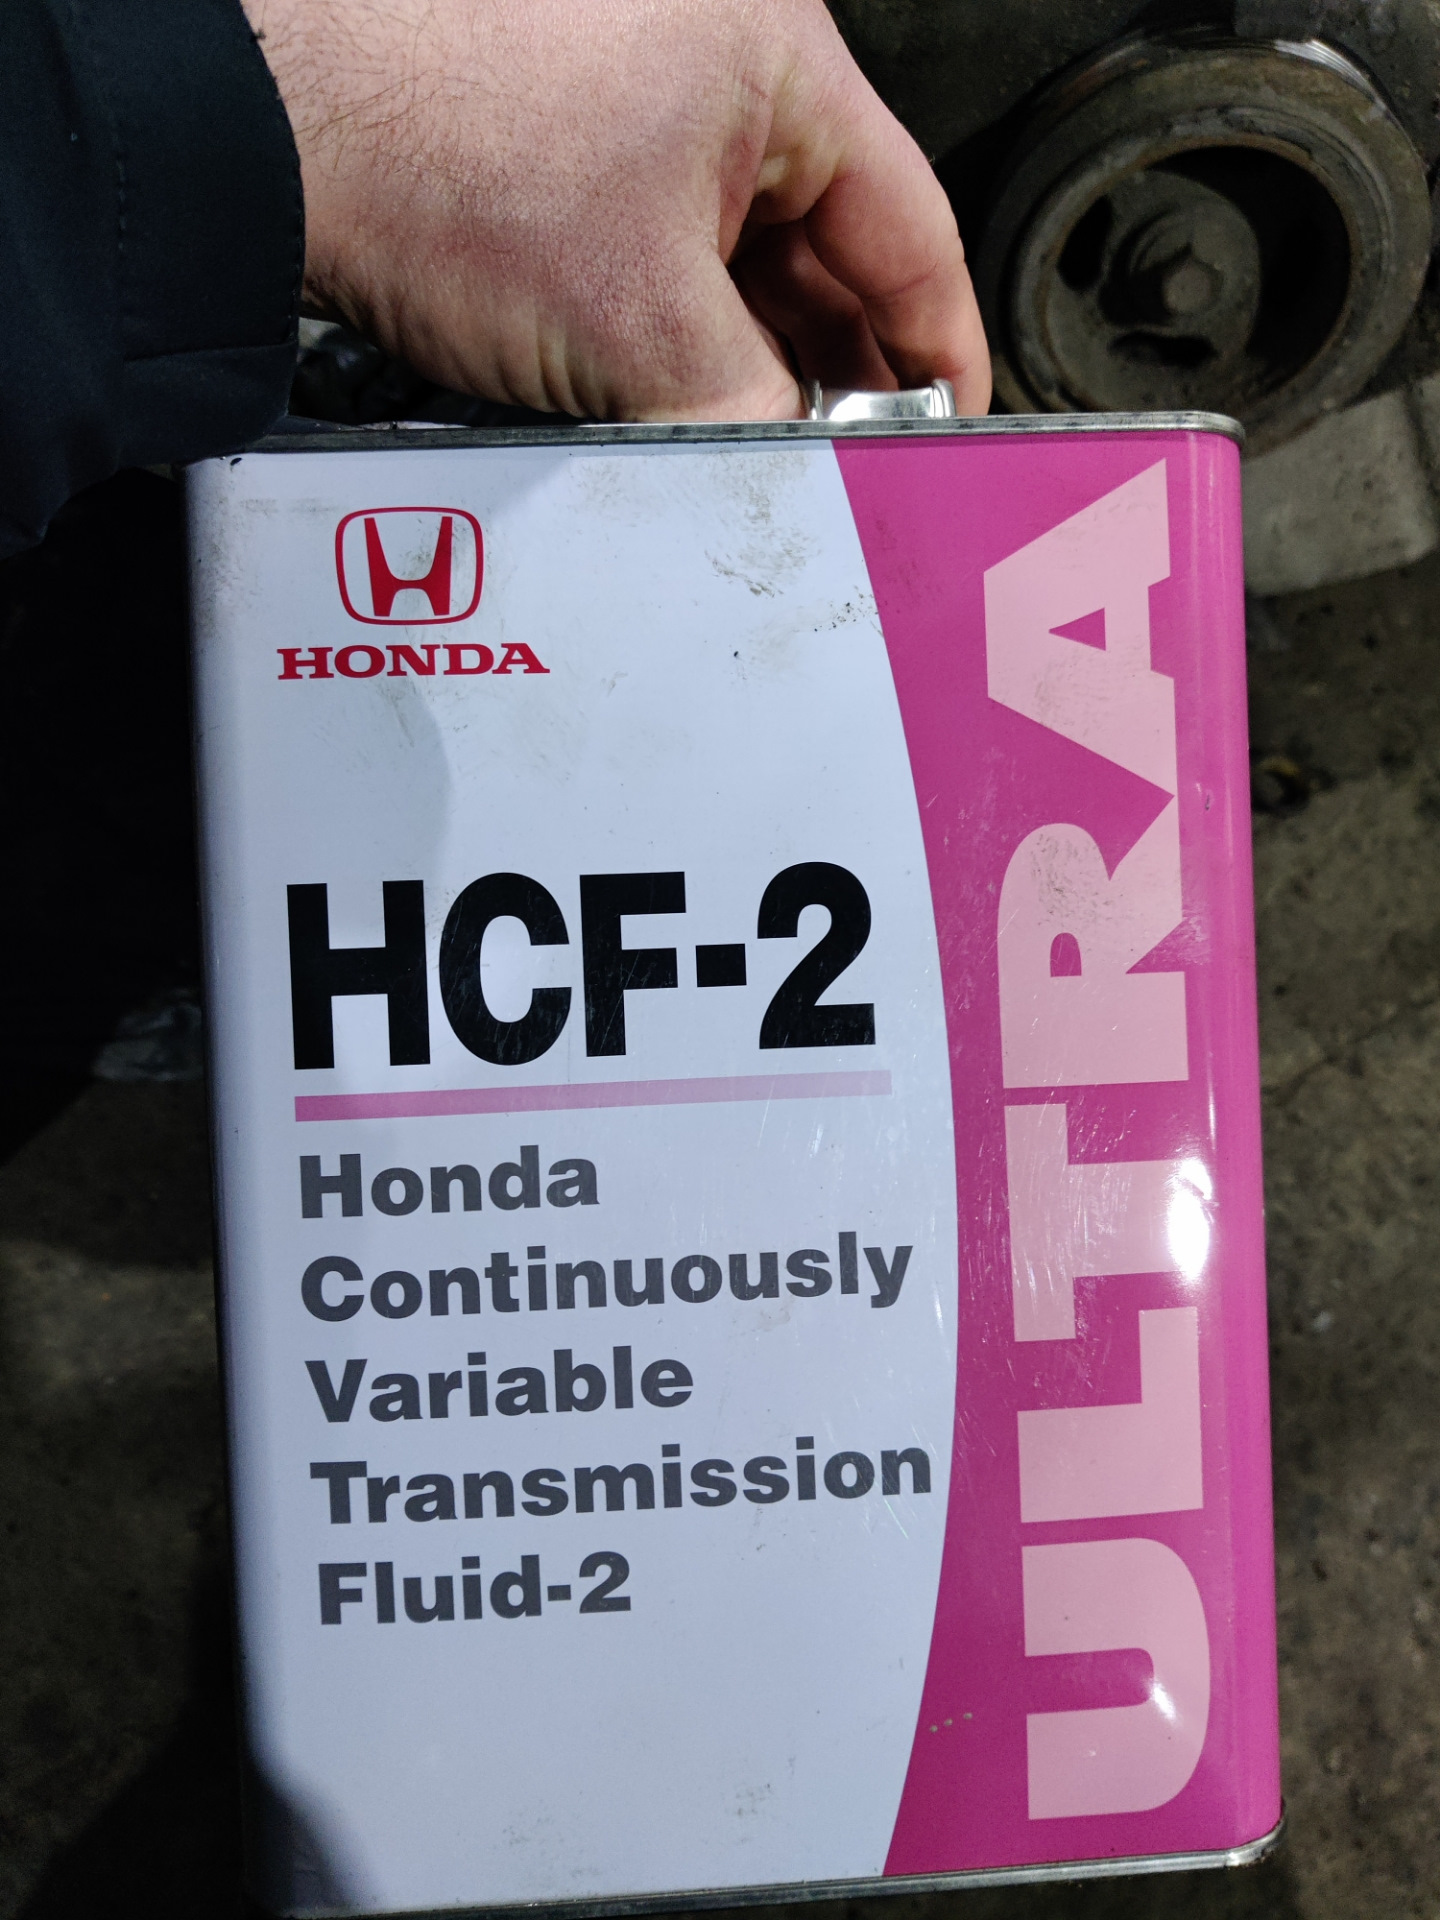 HONDA
HCF-2
Honda
Continuously
Variable
Transmission
Fluid-2
ULTRA